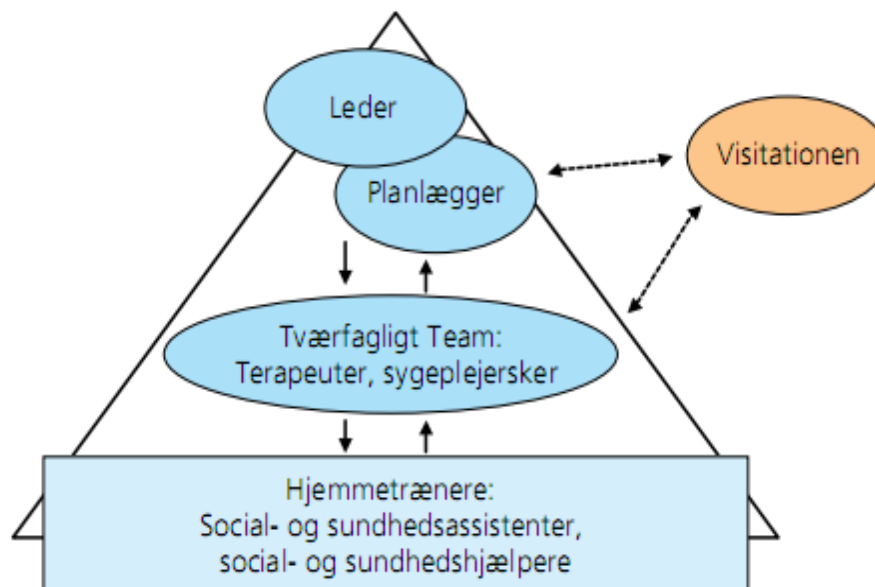 Leder
Planlægger
Visitationen
Tværfagligt Team:
Terapeuter, sygeplejersker
Hjemmetrænere:
Social- og sundhedsassistenter,
social- og sundhedshjælpere